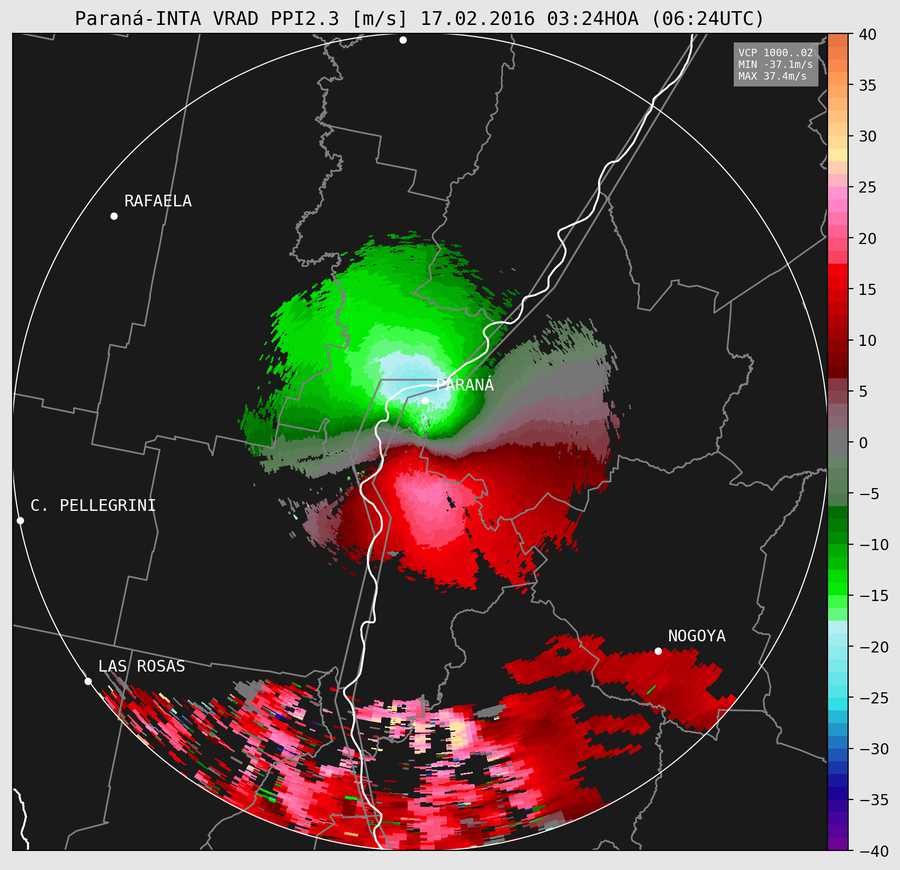 Paraná-INTA VRAD PPI2.3 [m/s] 17.02.2016 03:24HOA (06:24UTC)
VCP 1000..02
MIN -37.1m/s
MAX 37.4m/s
RAFAELA
PARANÁ
C. PELLEGRINI
NOGOYA
LAS ROSAS
40
35
30
25
20
15
10
5
0
−5
−10
−15
−20
−25
−30
−35
−40